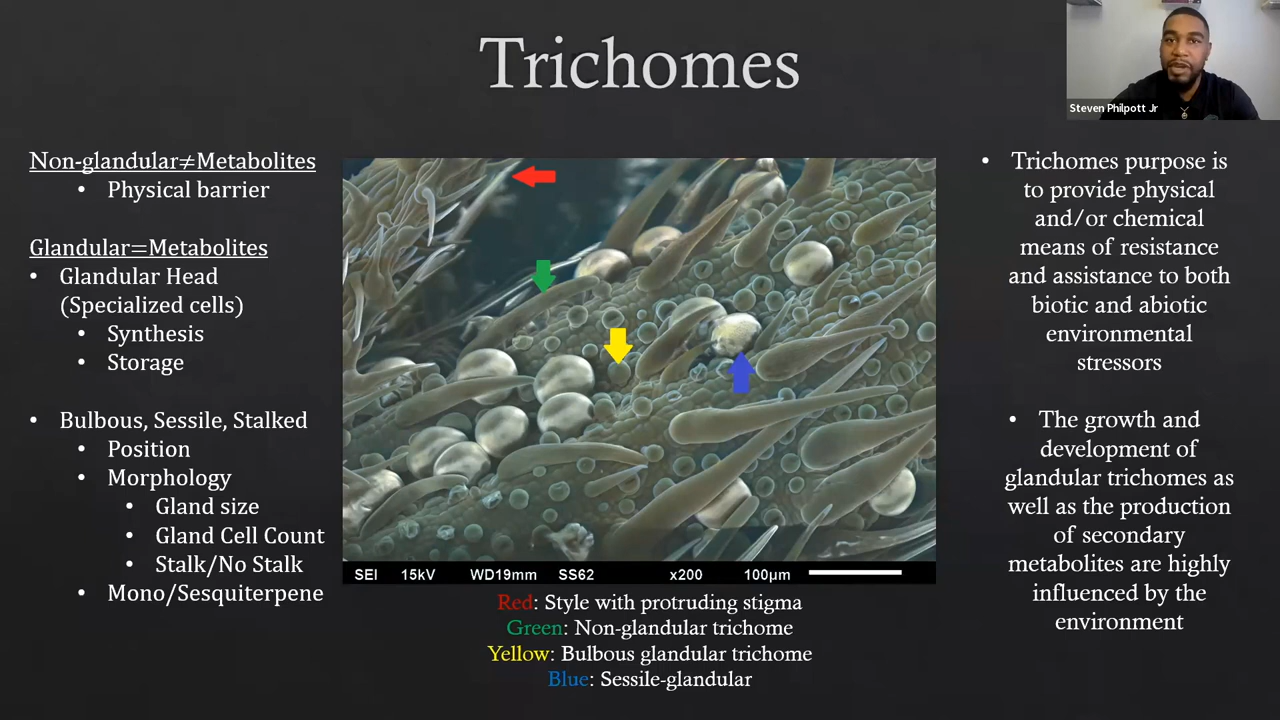 Trichomes
Steven Philpott Jr
Non-glandular≠Metabolites
• Physical barrier
Glandular=Metabolites
• Glandular Head
(Specialized cells)
• Synthesis
• Storage
• Bulbous, Sessile, Stalked
• Position
• Morphology
• Gland size
• Gland Cell Count
• Stalk/No Stalk
• Mono/Sesquiterpene
SEI 15kV WD19mm SS62 x200 100μm
Red: Style with protruding stigma
Green: Non-glandular trichome
Yellow: Bulbous glandular trichome
Blue: Sessile-glandular
• Trichomes purpose is
to provide physical
and/or chemical
means of resistance
and assistance to both
biotic and abiotic
environmental
stressors
• The growth and
development of
glandular trichomes as
well as the production
of secondary
metabolites are highly
influenced by the
environment